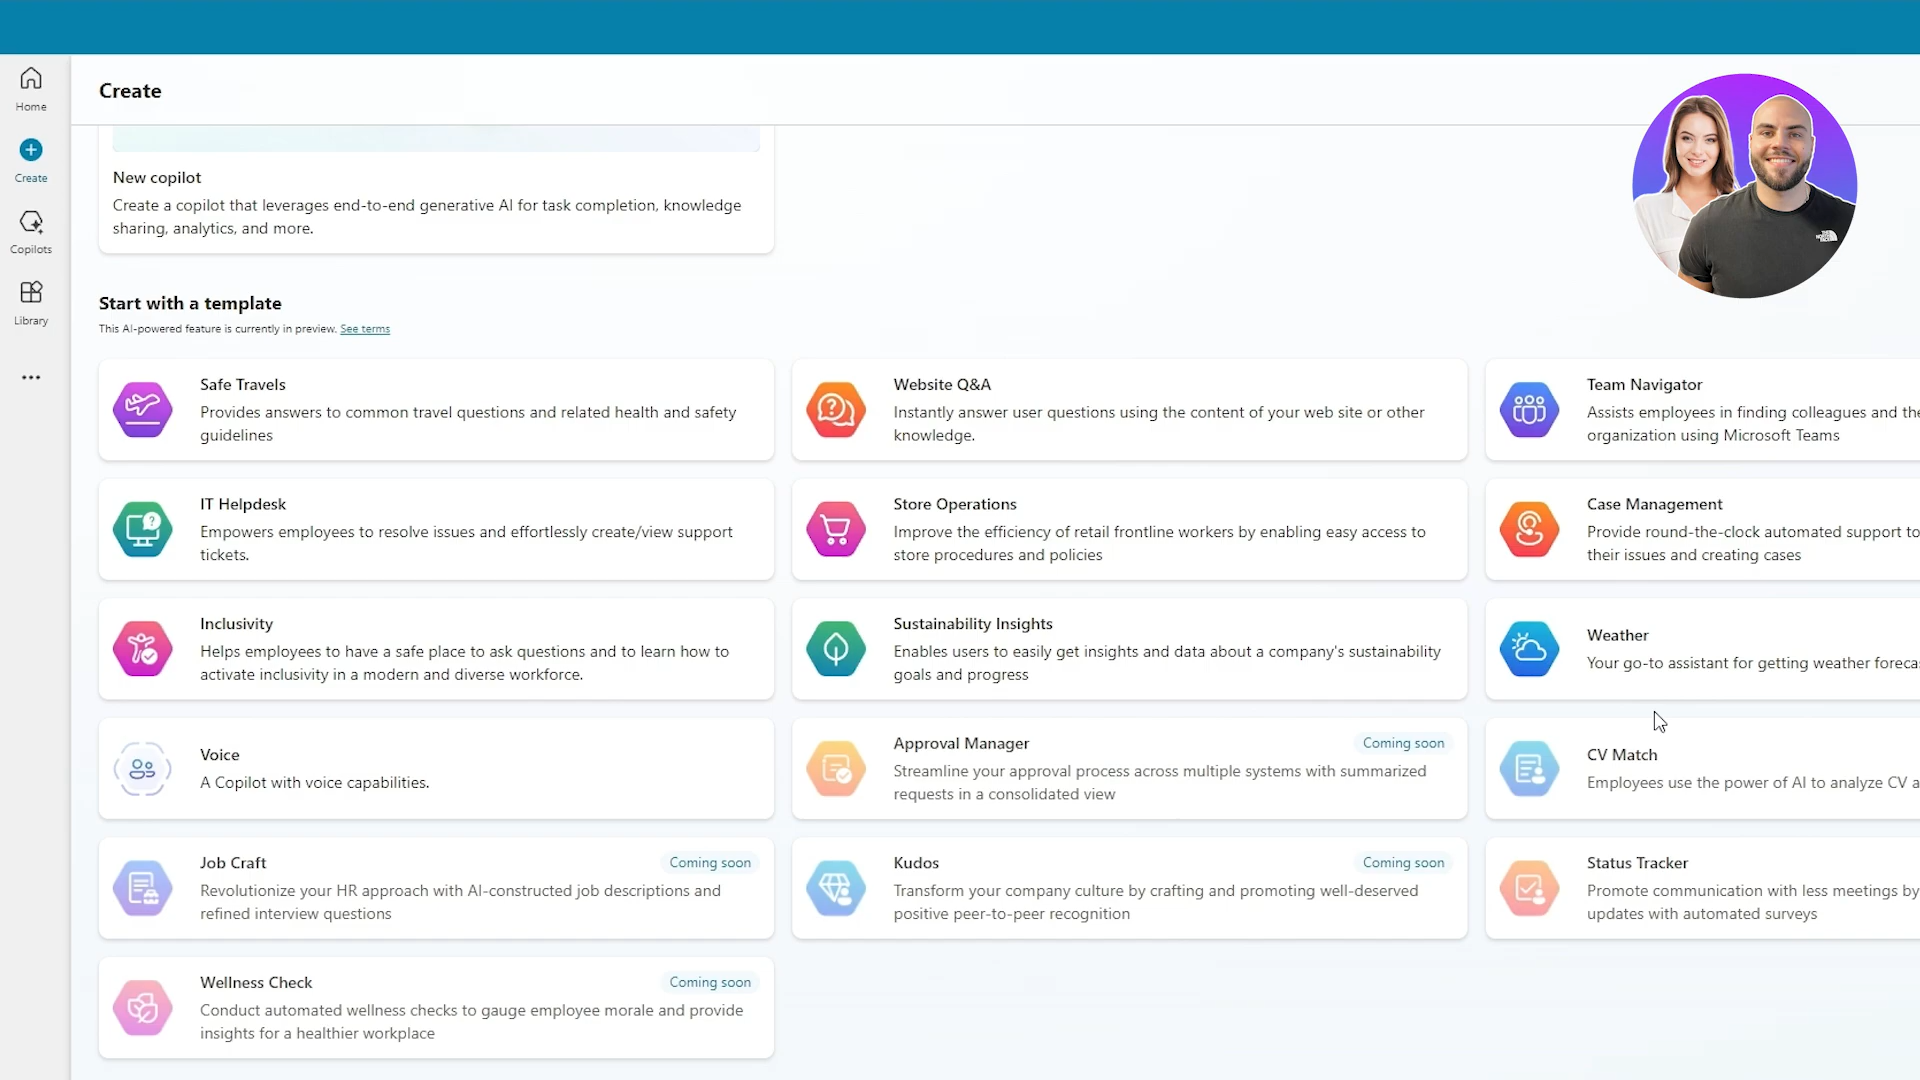 Create
Home
Create
Copilots
Library
New copilot
Create a copilot that leverages end-to-end generative AI for task completion, knowledge
sharing, analytics, and more.
Start with a template
This AI-powered feature is currently in preview. See terms
Safe Travels
Provides answers to common travel questions and related health and safety
guidelines
Website Q&A
Instantly answer user questions using the content of your web site or other
knowledge.
Team Navigator
Assists employees in finding colleagues and the
organization using Microsoft Teams
IT Helpdesk
Empowers employees to resolve issues and effortlessly create/view support
tickets.
Store Operations
Improve the efficiency of retail frontline workers by enabling easy access to
store procedures and policies
Case Management
Provide round-the-clock automated support to
their issues and creating cases
Inclusivity
Helps employees to have a safe place to ask questions and to learn how to
activate inclusivity in a modern and diverse workforce.
Sustainability Insights
Enables users to easily get insights and data about a company's sustainability
goals and progress
Weather
Your go-to assistant for getting weather foreca
Voice
A Copilot with voice capabilities.
Approval Manager
Coming soon
Streamline your approval process across multiple systems with summarized
requests in a consolidated view
CV Match
Employees use the power of AI to analyze CV a
Job Craft
Coming soon
Revolutionize your HR approach with AI-constructed job descriptions and
refined interview questions
Kudos
Coming soon
Transform your company culture by crafting and promoting well-deserved
positive peer-to-peer recognition
Status Tracker
Promote communication with less meetings by
updates with automated surveys
Wellness Check
Coming soon
Conduct automated wellness checks to gauge employee morale and provide
insights for a healthier workplace